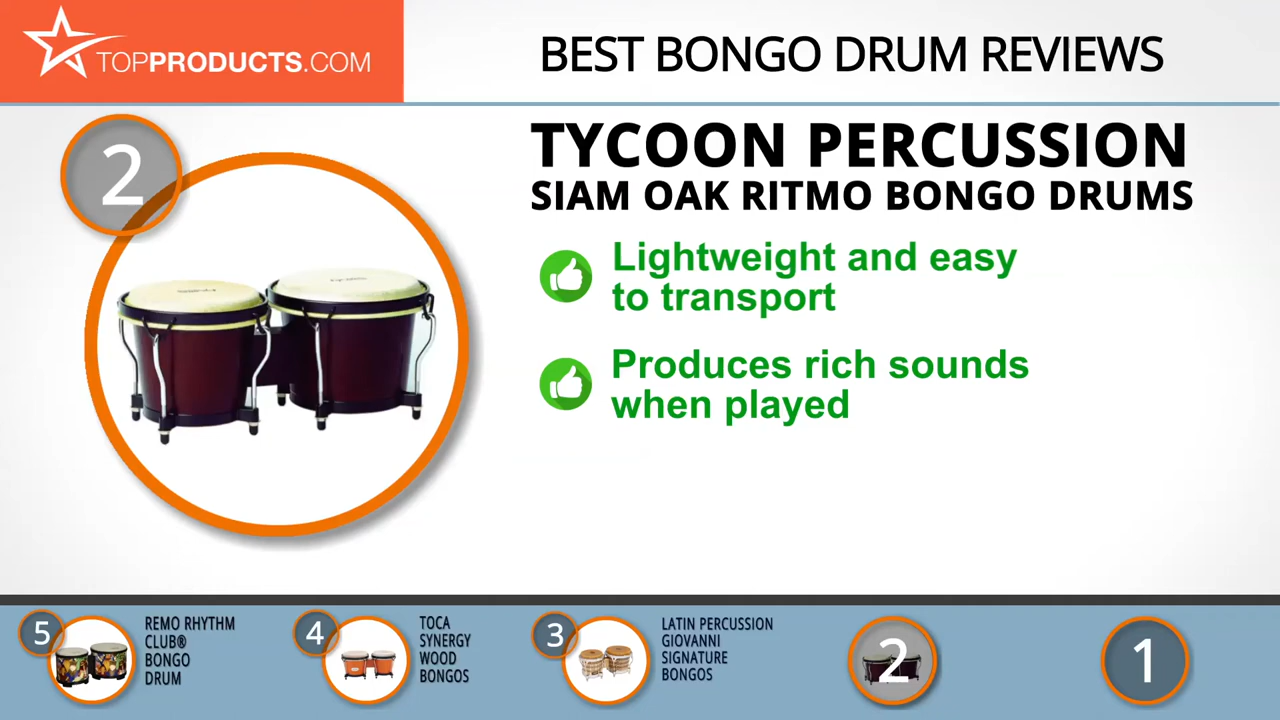 TOPPRODUCTS.COM
BEST BONGO DRUM REVIEWS
2
TYCOON PERCUSSION
SIAM OAK RITMO BONGO DRUMS
Lightweight and easy
to transport
Produces rich sounds
when played
5
REMO RHYTHM
CLUB®
BONGO
DRUM
4
TOCA
SYNERGY
WOOD
BONGOS
3
LATIN PERCUSSION
GIOVANNI
SIGNATURE
BONGOS
2
1